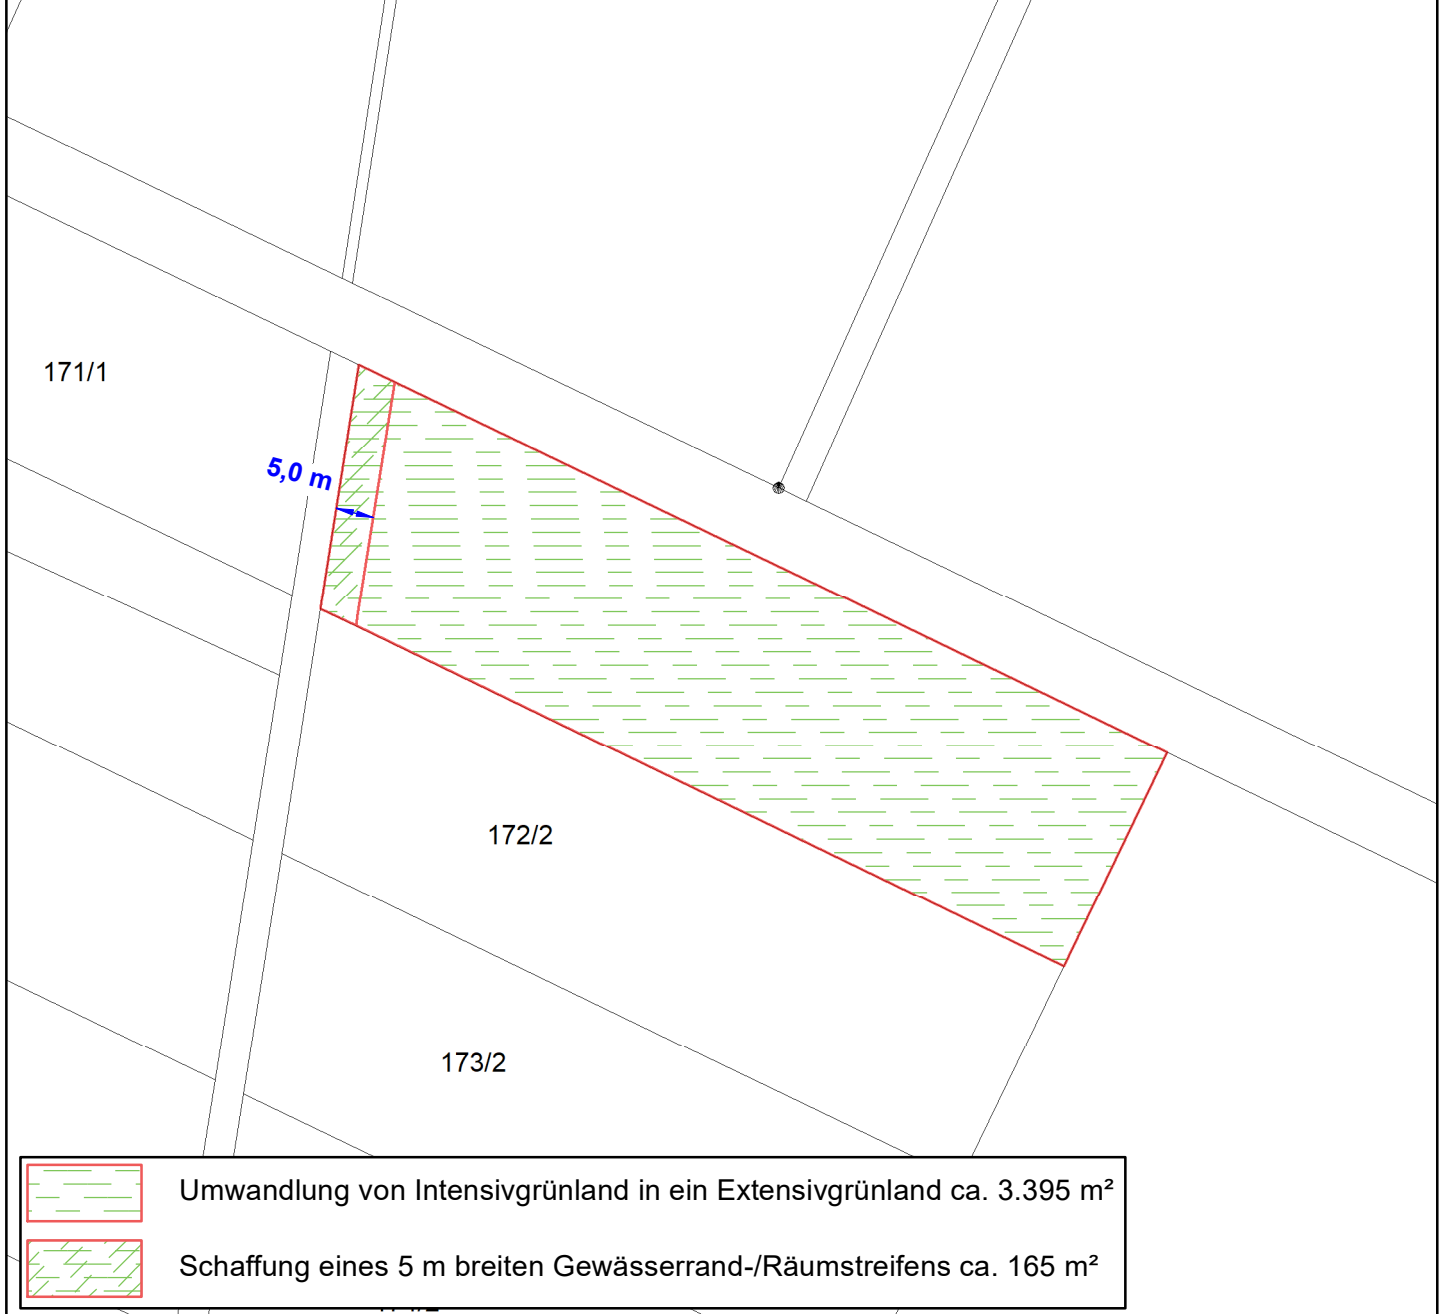 171/1
5,0 m
172/2
173/2
Umwandlung von Intensivgrünland in ein Extensivgrünland ca. 3.395 m²
Schaffung eines 5 m breiten Gewässerrand-/Räumstreifens ca. 165 m²